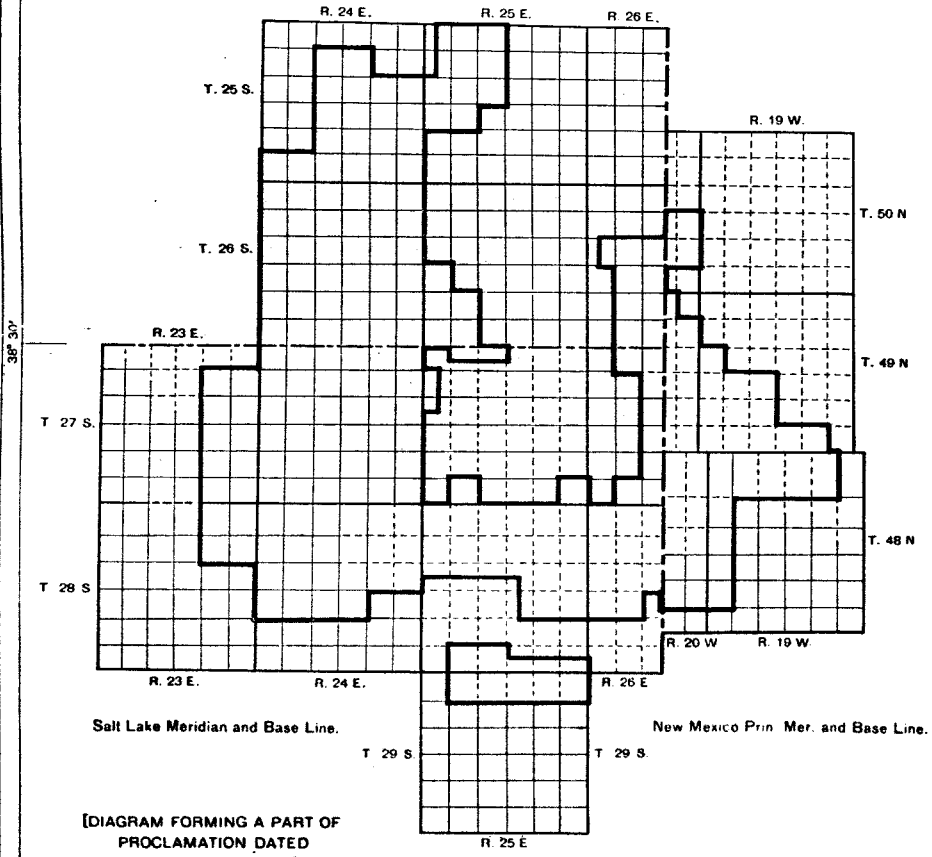 R. 24 E.
R. 25 E.
R. 26 E.
T. 25 S.
R. 19 W.
T. 50 N
T. 26 S.
38° 30'
R. 23 E.
T. 49 N
T 27 S.
T. 48 N
T 28 S
R. 20 W
R. 19 W.
R. 23 E.
R. 24 E.
R. 26 E
Salt Lake Meridian and Base Line.
New Mexico Prin. Mer. and Base Line.
T 29 S.
T 29 S.
[DIAGRAM FORMING A PART OF
PROCLAMATION DATED
R. 25 E